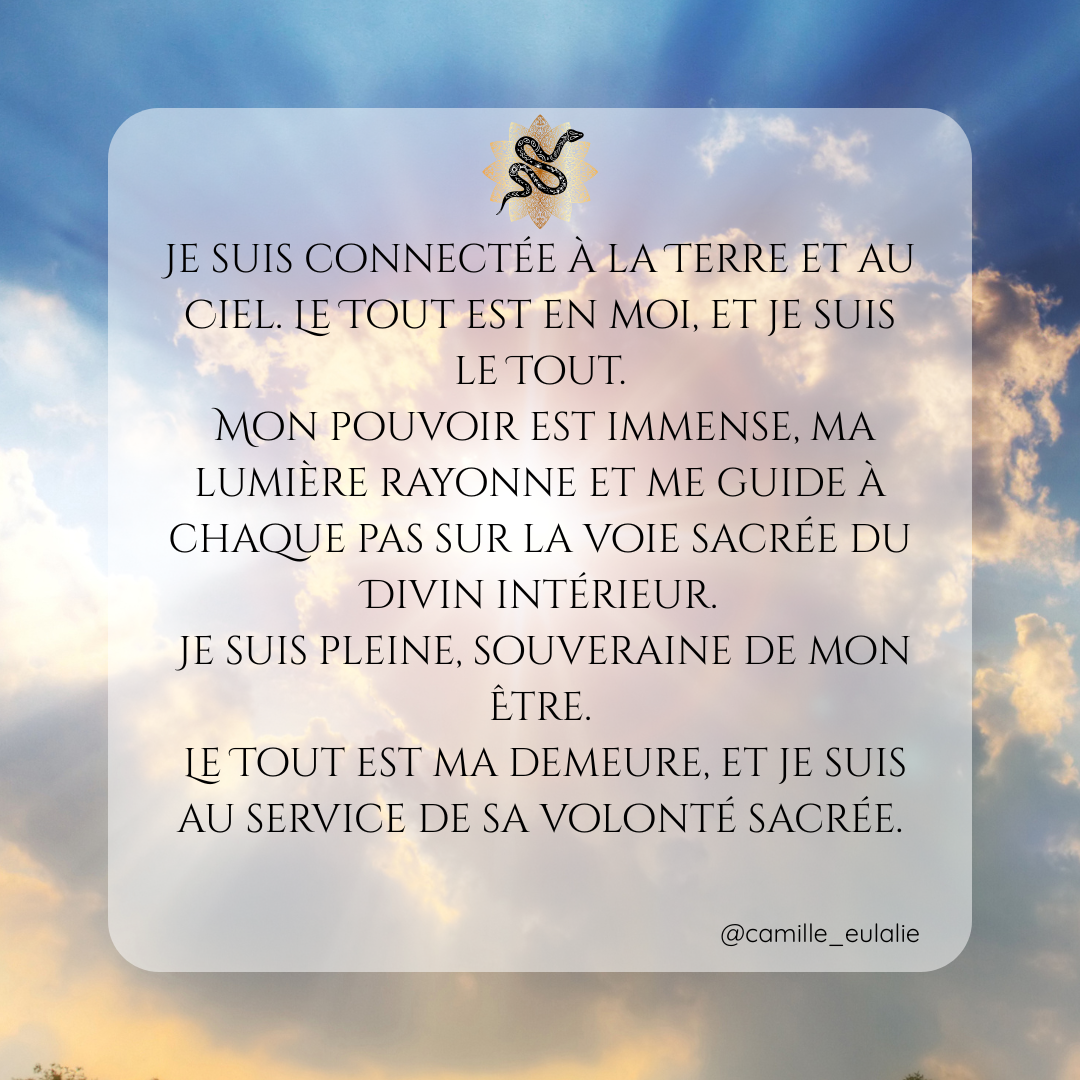 Je suis connectée à la Terre et au
Ciel. Le Tout est en moi, et je suis
le Tout.
Mon pouvoir est immense, ma
lumière rayonne et me guide à
chaque pas sur la voie sacrée du
Divin intérieur.
Je suis pleine, souveraine de mon
être.
Le Tout est ma demeure, et je suis
au service de sa volonté sacrée.
@camille_eulalie